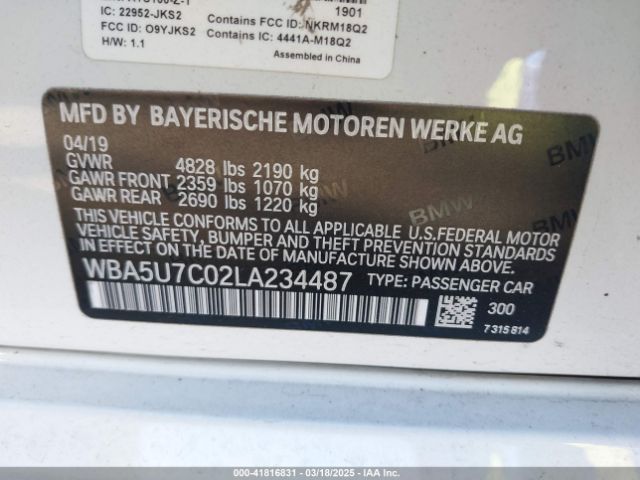 IC: 22952-JKS2
FCC ID: O9YJKS2
H/W: 1.1
1901
Contains FCC ID: NKRM18Q2
Contains IC: 4441A-M18Q2
Assembled in China
MFD BY BAYERISCHE MOTOREN WERKE AG
04/19
GVWR 4828 lbs 2190 kg
GAWR FRONT 2359 lbs 1070 kg
GAWR REAR 2690 lbs 1220 kg
THIS VEHICLE CONFORMS TO ALL APPLICABLE U.S.FEDERAL MOTOR
VEHICLE SAFETY, BUMPER AND THEFT PREVENTION STANDARDS
IN EFFECT ON THE DATE OF MANUFACTURE SHOWN ABOVE.
WBA5U7C02LA234487 TYPE: PASSENGER CAR
300
7315814
BMW
BMW
BMW
00-41816831 - 03/18/2025 - IAA Inc.